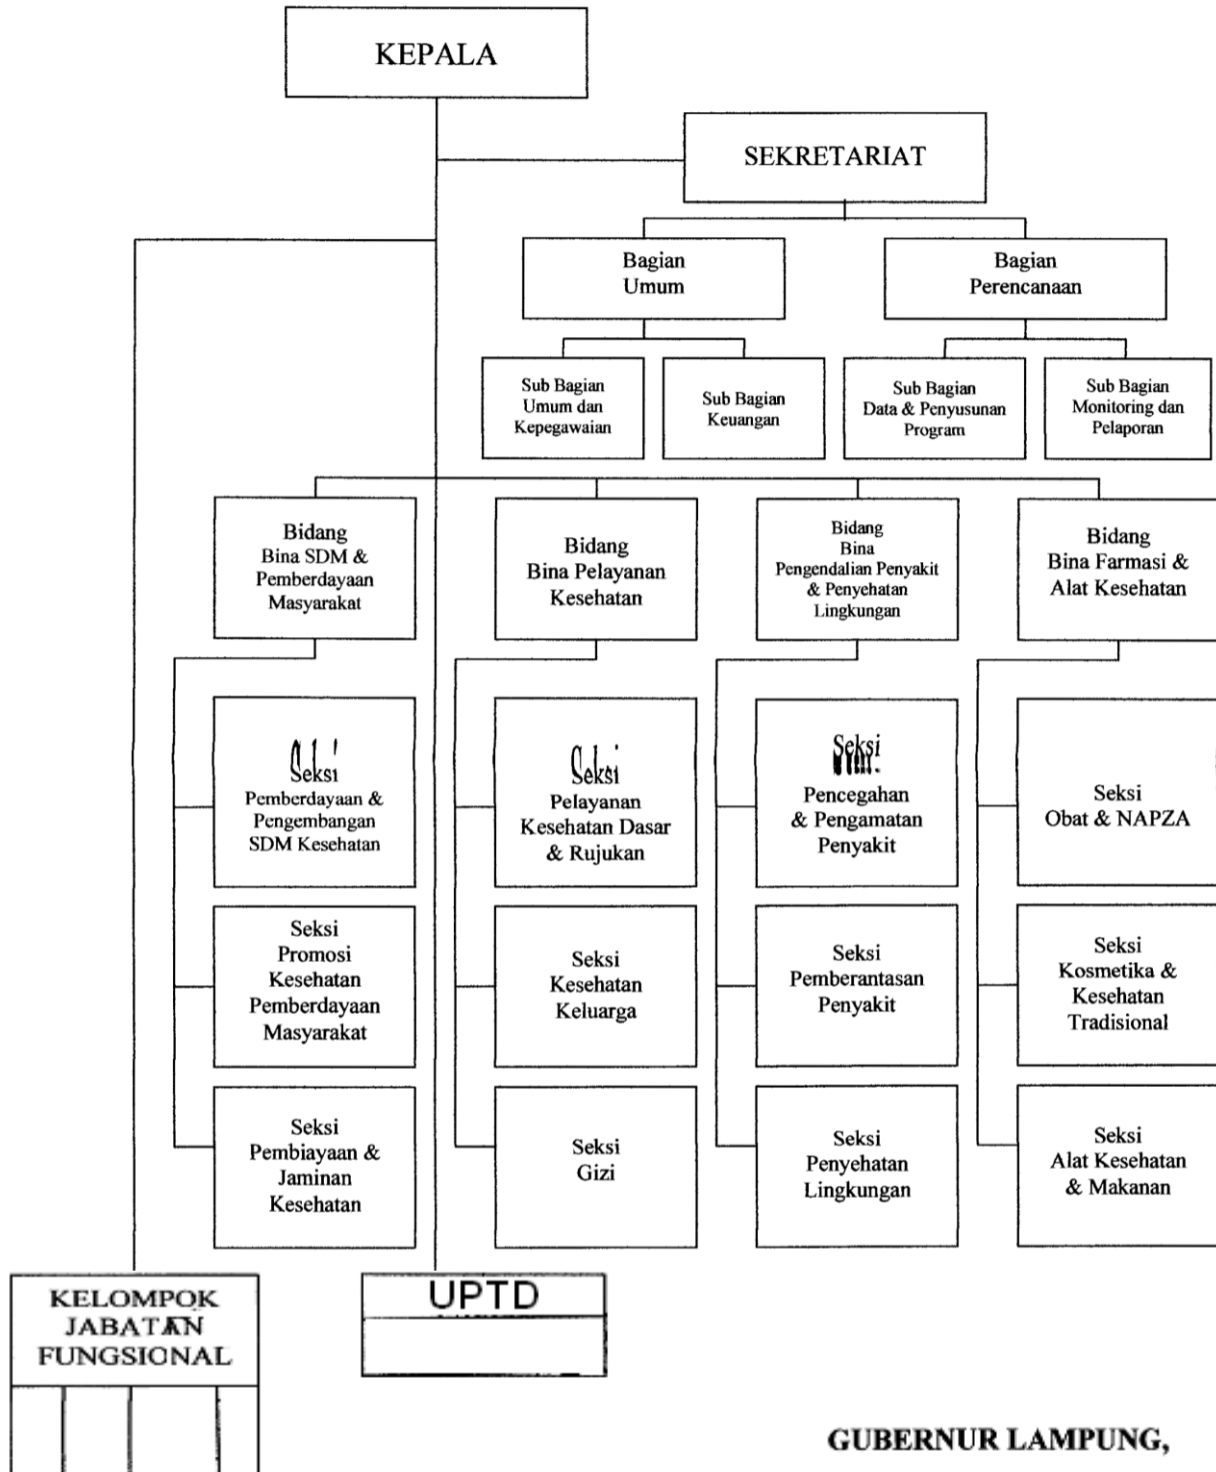 KEPALA
SEKRETARIAT
Bagian
Umum
Bagian
Perencanaan
Sub Bagian
Umum dan
Kepegawaian
Sub Bagian
Keuangan
Sub Bagian
Data & Penyusunan
Program
Sub Bagian
Monitoring dan
Pelaporan
Bidang
Bina SDM &
Pemberdayaan
Masyarakat
Bidang
Bina Pelayanan
Kesehatan
Bidang
Bina
Pengendalian Penyakit
& Penyehatan
Lingkungan
Bidang
Bina Farmasi &
Alat Kesehatan
Seksi
Pemberdayaan &
Pengembangan
SDM Kesehatan
Seksi
Pelayanan
Kesehatan Dasar
& Rujukan
Seksi
Pencegahan
& Pengamatan
Penyakit
Seksi
Obat & NAPZA
Seksi
Promosi
Kesehatan
Pemberdayaan
Masyarakat
Seksi
Kesehatan
Keluarga
Seksi
Pemberantasan
Penyakit
Seksi
Kosmetika &
Kesehatan
Tradisional
Seksi
Pembiayaan &
Jaminan
Kesehatan
Seksi
Gizi
Seksi
Penyehatan
Lingkungan
Seksi
Alat Kesehatan
& Makanan
KELOMPOK
JABATAN
FUNGSIONAL
UPTD
GUBERNUR LAMPUNG,